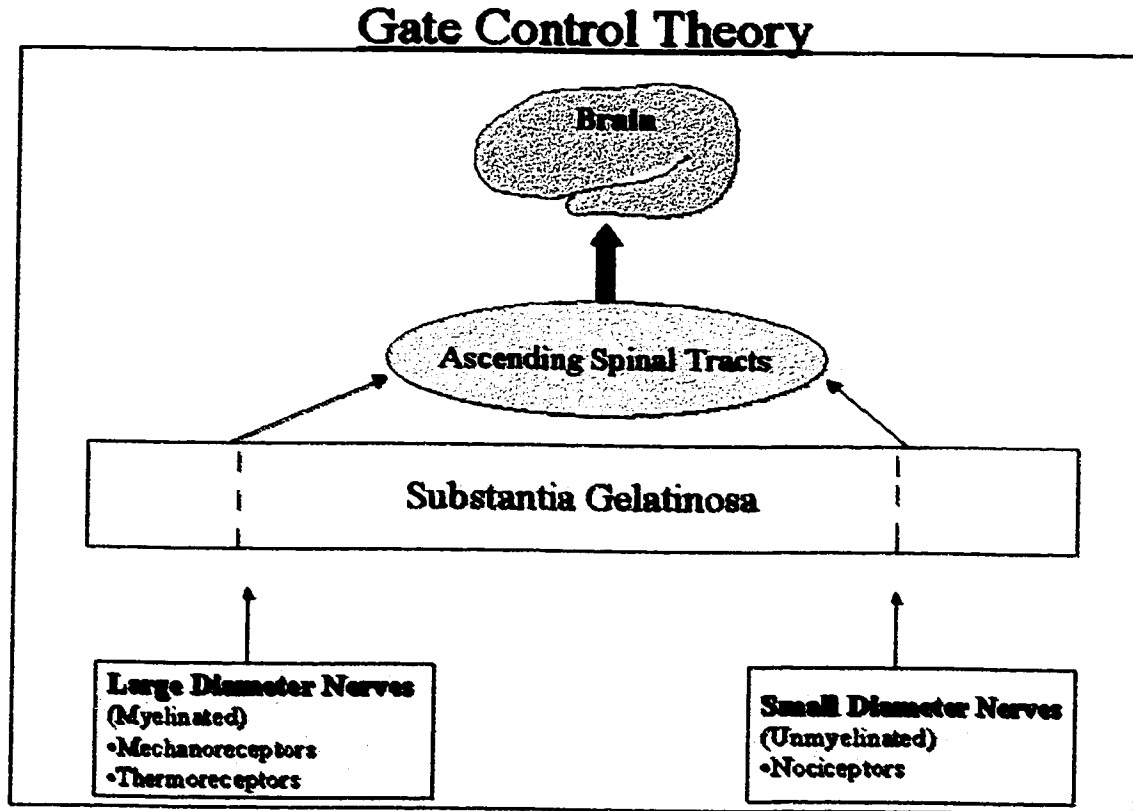 Gate Control Theory
Brain
Ascending Spinal Tracts
Substantia Gelatinosa
Large Diameter Nerves
(Myelinated)
•Mechanoreceptors
•Thermoreceptors
Small Diameter Nerves
(Unmyelinated)
•Nociceptors